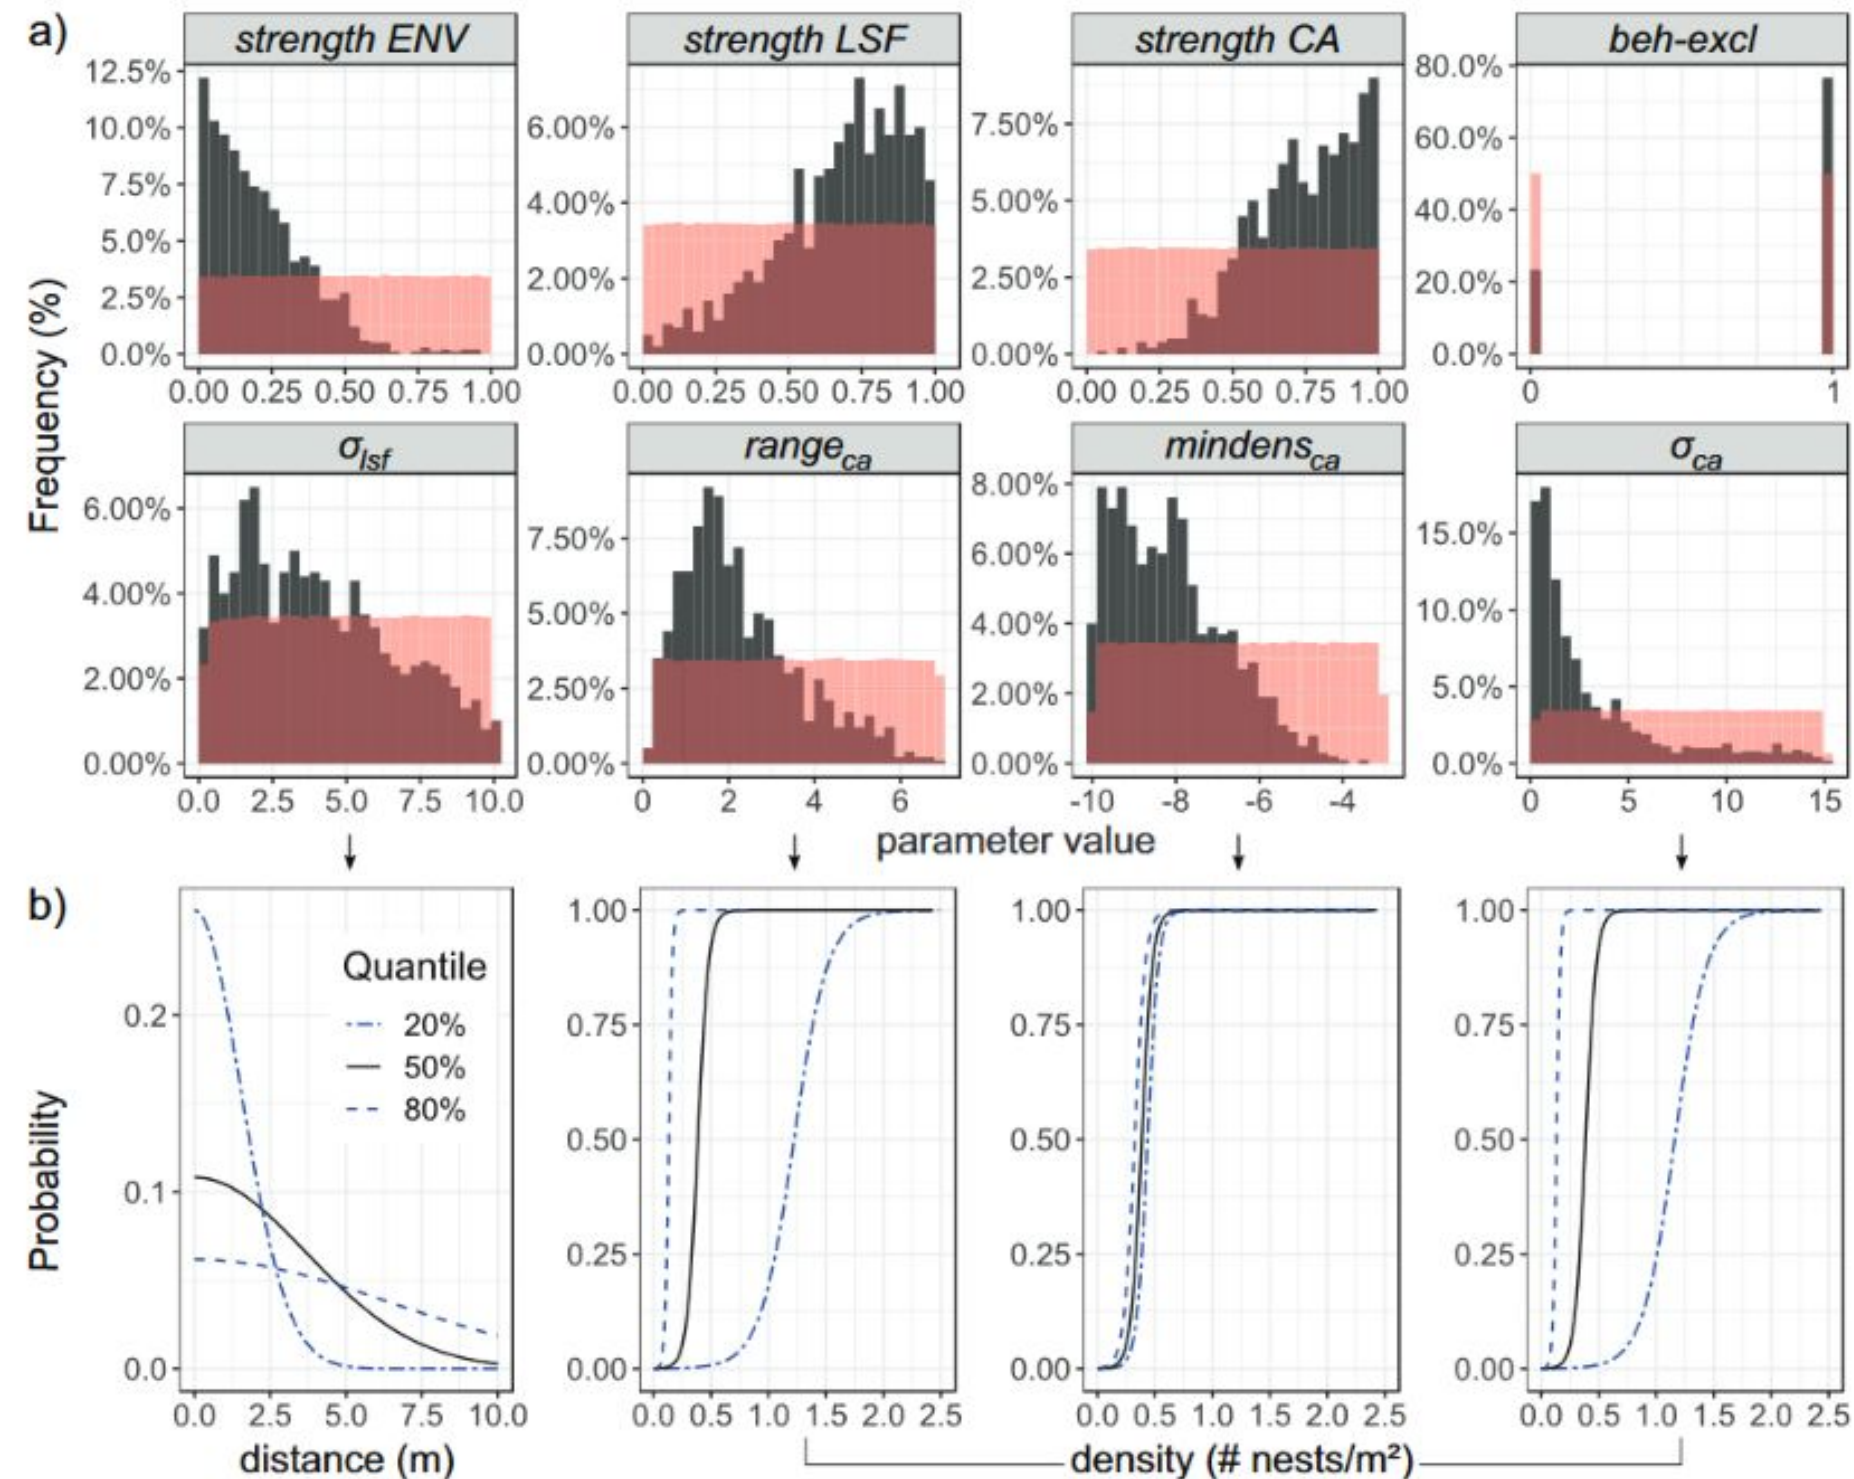 a)
strength ENV
strength LSF
strength CA
beh-excl
12.5%
10.0%
7.5%
5.0%
2.5%
0.0%
6.00%
4.00%
2.00%
0.00%
7.50%
5.00%
2.50%
0.00%
80.0%
60.0%
40.0%
20.0%
0.0%
0.00 0.25 0.50 0.75 1.00
0.00 0.25 0.50 0.75 1.00
0.00 0.25 0.50 0.75 1.00
0 1
Frequency (%)
σlsf
rangeca
mindensca
σca
6.00%
4.00%
2.00%
0.00%
7.50%
5.00%
2.50%
0.00%
8.00%
6.00%
4.00%
2.00%
0.00%
15.0%
10.0%
5.0%
0.0%
0.0 2.5 5.0 7.5 10.0
0 2 4 6
-10 -8 -6 -4
0 5 10 15
parameter value
b)
Quantile
20%
50%
80%
0.2
0.1
0.0
1.00
0.75
0.50
0.25
0.00
1.00
0.75
0.50
0.25
0.00
1.00
0.75
0.50
0.25
0.00
Probability
0.0 2.5 5.0 7.5 10.0
0.0 0.5 1.0 1.5 2.0 2.5
0.0 0.5 1.0 1.5 2.0 2.5
0.0 0.5 1.0 1.5 2.0 2.5
distance (m)
density (# nests/m²)